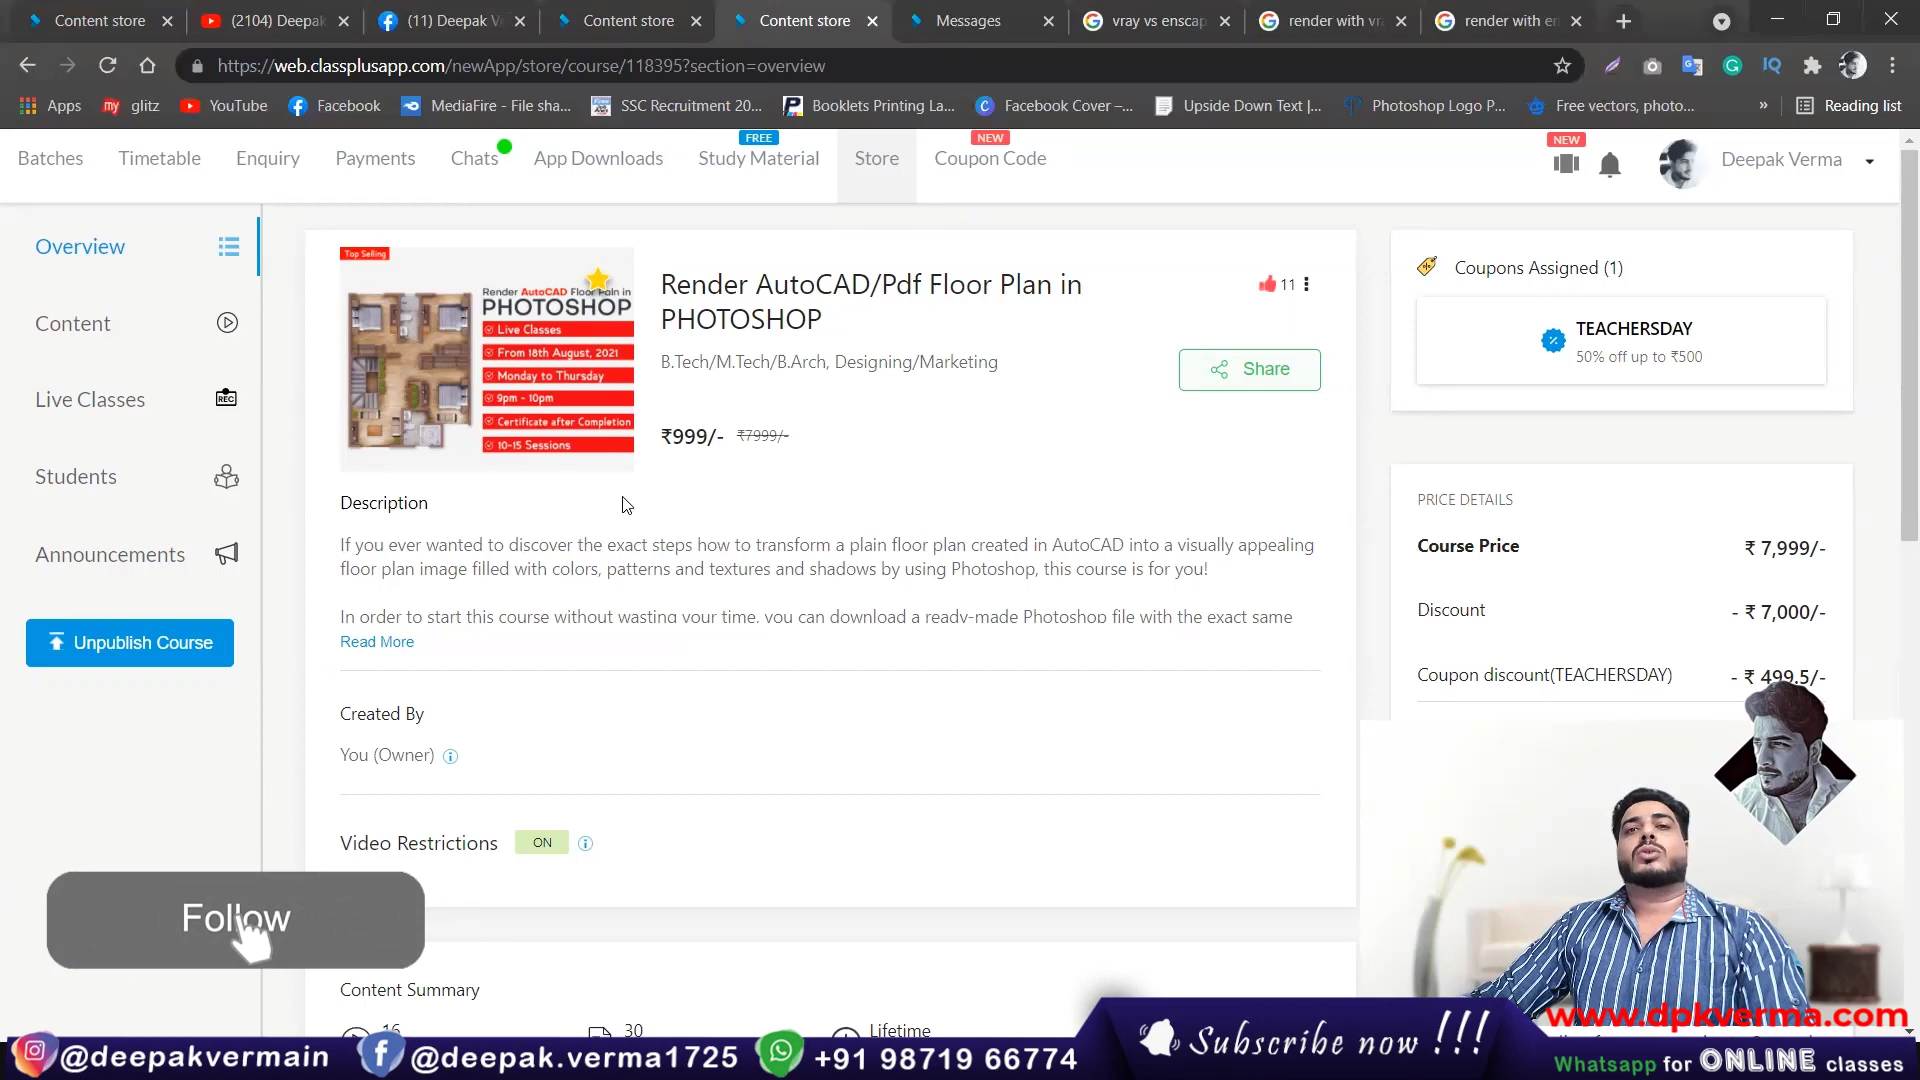 Content store
(2104) Deepak
(11) Deepak V
Content store
Content store
Messages
vray vs enscap
render with vr
render with en
https://web.classplusapp.com/newApp/store/course/118395?section=overview
Apps
my glitz
YouTube
Facebook
MediaFire - File sha...
SSC Recruitment 20...
Booklets Printing La...
Facebook Cover –...
Upside Down Text |...
Photoshop Logo P...
Free vectors, photo...
»
Reading list
Batches
Timetable
Enquiry
Payments
Chats
App Downloads
FREE
Study Material
Store
NEW
Coupon Code
NEW
Deepak Verma
Overview
Content
Live Classes
REC
Students
Announcements
Unpublish Course
Top Selling
Render AutoCAD Floor Paln in
PHOTOSHOP
Live Classes
From 18th August, 2021
Monday to Thursday
9pm - 10pm
Certificate after Completion
10-15 Sessions
Render AutoCAD/Pdf Floor Plan in
PHOTOSHOP
11
B.Tech/M.Tech/B.Arch, Designing/Marketing
Share
₹999/- ₹7999/-
Description
If you ever wanted to discover the exact steps how to transform a plain floor plan created in AutoCAD into a visually appealing
floor plan image filled with colors, patterns and textures and shadows by using Photoshop, this course is for you!
In order to start this course without wasting your time, you can download a ready-made Photoshop file with the exact same
Read More
Created By
You (Owner)
Video Restrictions ON
Content Summary
16
30
Lifetime
Coupons Assigned (1)
TEACHERSDAY
50% off up to ₹500
PRICE DETAILS
Course Price ₹ 7,999/-
Discount - ₹ 7,000/-
Coupon discount(TEACHERSDAY) - ₹ 499.5/-
Follow
@deepakvermain
@deepak.verma1725
+91 98719 66774
Subscribe now !!!
www.dpkverma.com
Whatsapp for ONLINE classes